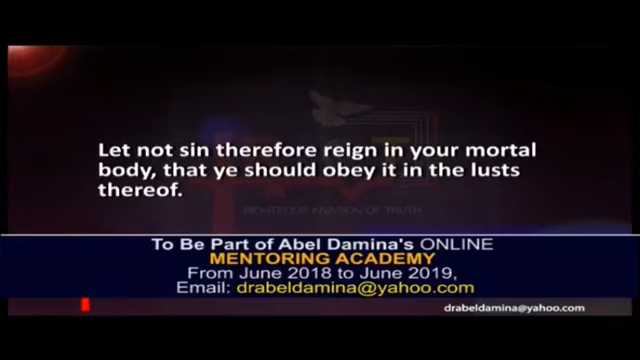 Let not sin therefore reign in your mortal
body, that ye should obey it in the lusts
thereof.
RIGHTEOUS INVASION OF TRUTH
To Be Part of Abel Damina's ONLINE
MENTORING ACADEMY
From June 2018 to June 2019,
Email: drabeldamina@yahoo.com
drabeldamina@yahoo.com